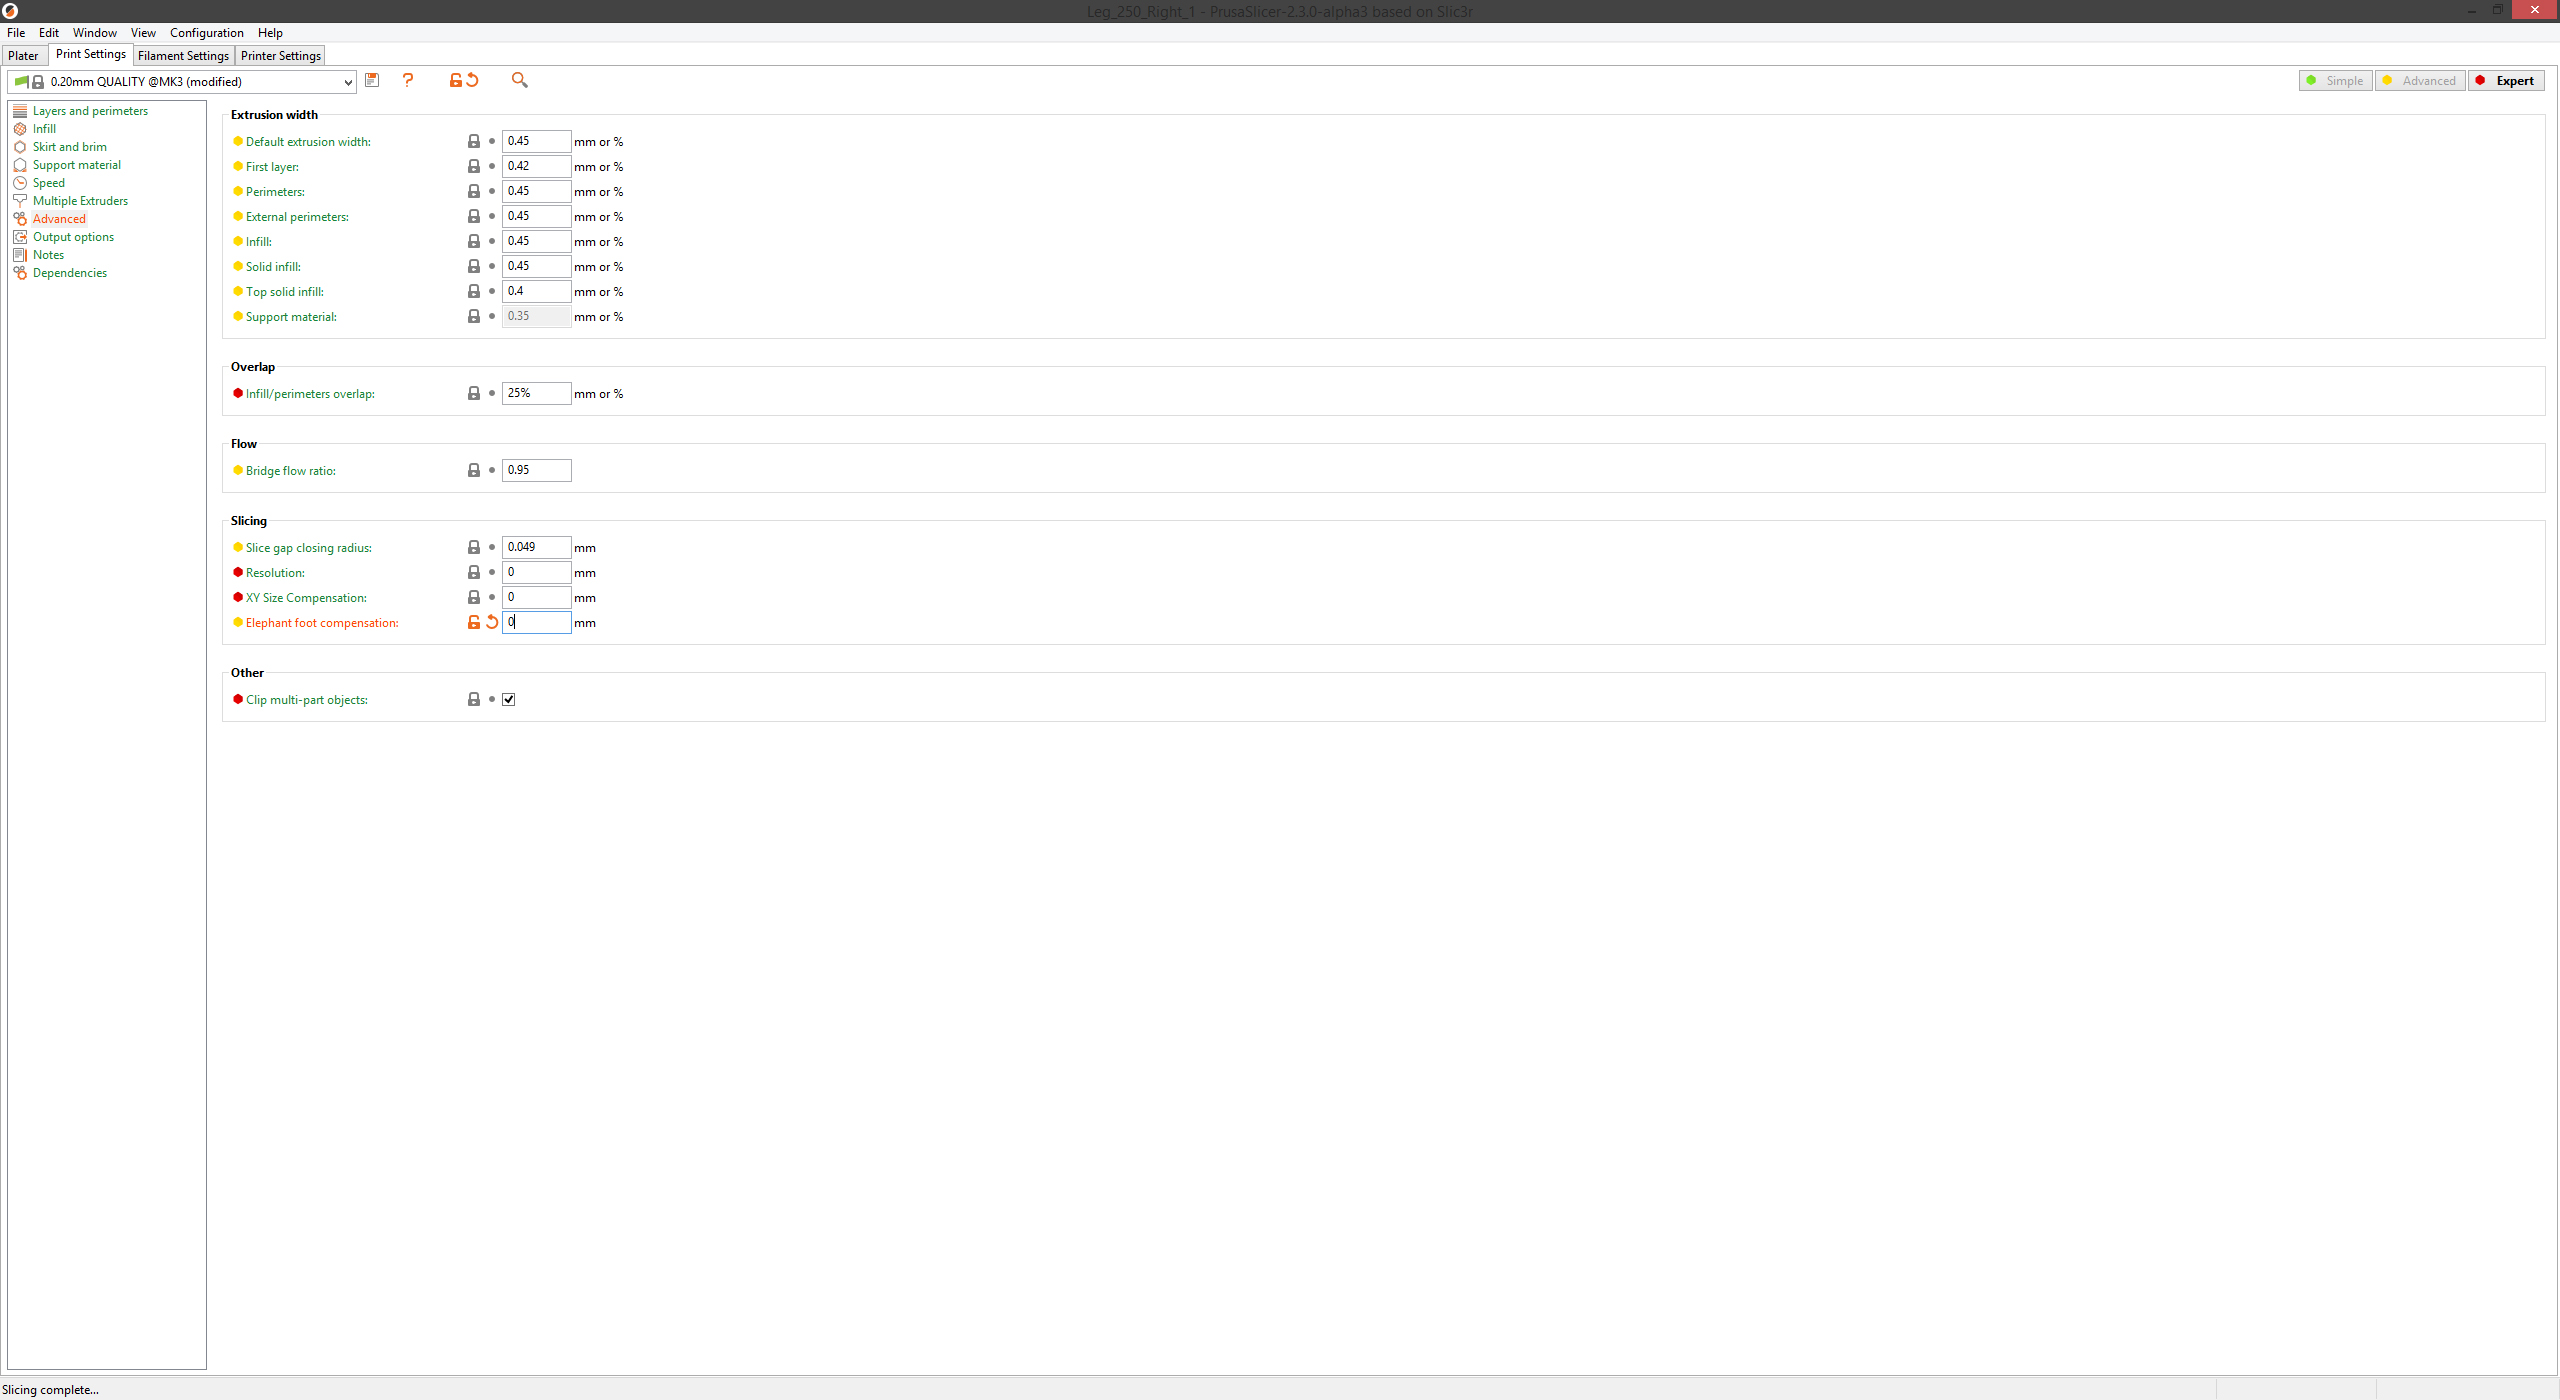 Leg_250_Right_1 - PrusaSlicer-2.3.0-alpha3 based on Slic3r
File Edit Window View Configuration Help
Plater Print Settings Filament Settings Printer Settings
0.20mm QUALITY @MK3 (modified) ? Simple Advanced Expert
Layers and perimeters
Infill
Skirt and brim
Support material
Speed
Multiple Extruders
Advanced
Output options
Notes
Dependencies
Extrusion width
Default extrusion width: 0.45 mm or %
First layer: 0.42 mm or %
Perimeters: 0.45 mm or %
External perimeters: 0.45 mm or %
Infill: 0.45 mm or %
Solid infill: 0.45 mm or %
Top solid infill: 0.4 mm or %
Support material: 0.35 mm or %
Overlap
Infill/perimeters overlap: 25% mm or %
Flow
Bridge flow ratio: 0.95
Slicing
Slice gap closing radius: 0.049 mm
Resolution: 0 mm
XY Size Compensation: 0 mm
Elephant foot compensation: 0 mm
Other
Clip multi-part objects:
Slicing complete...